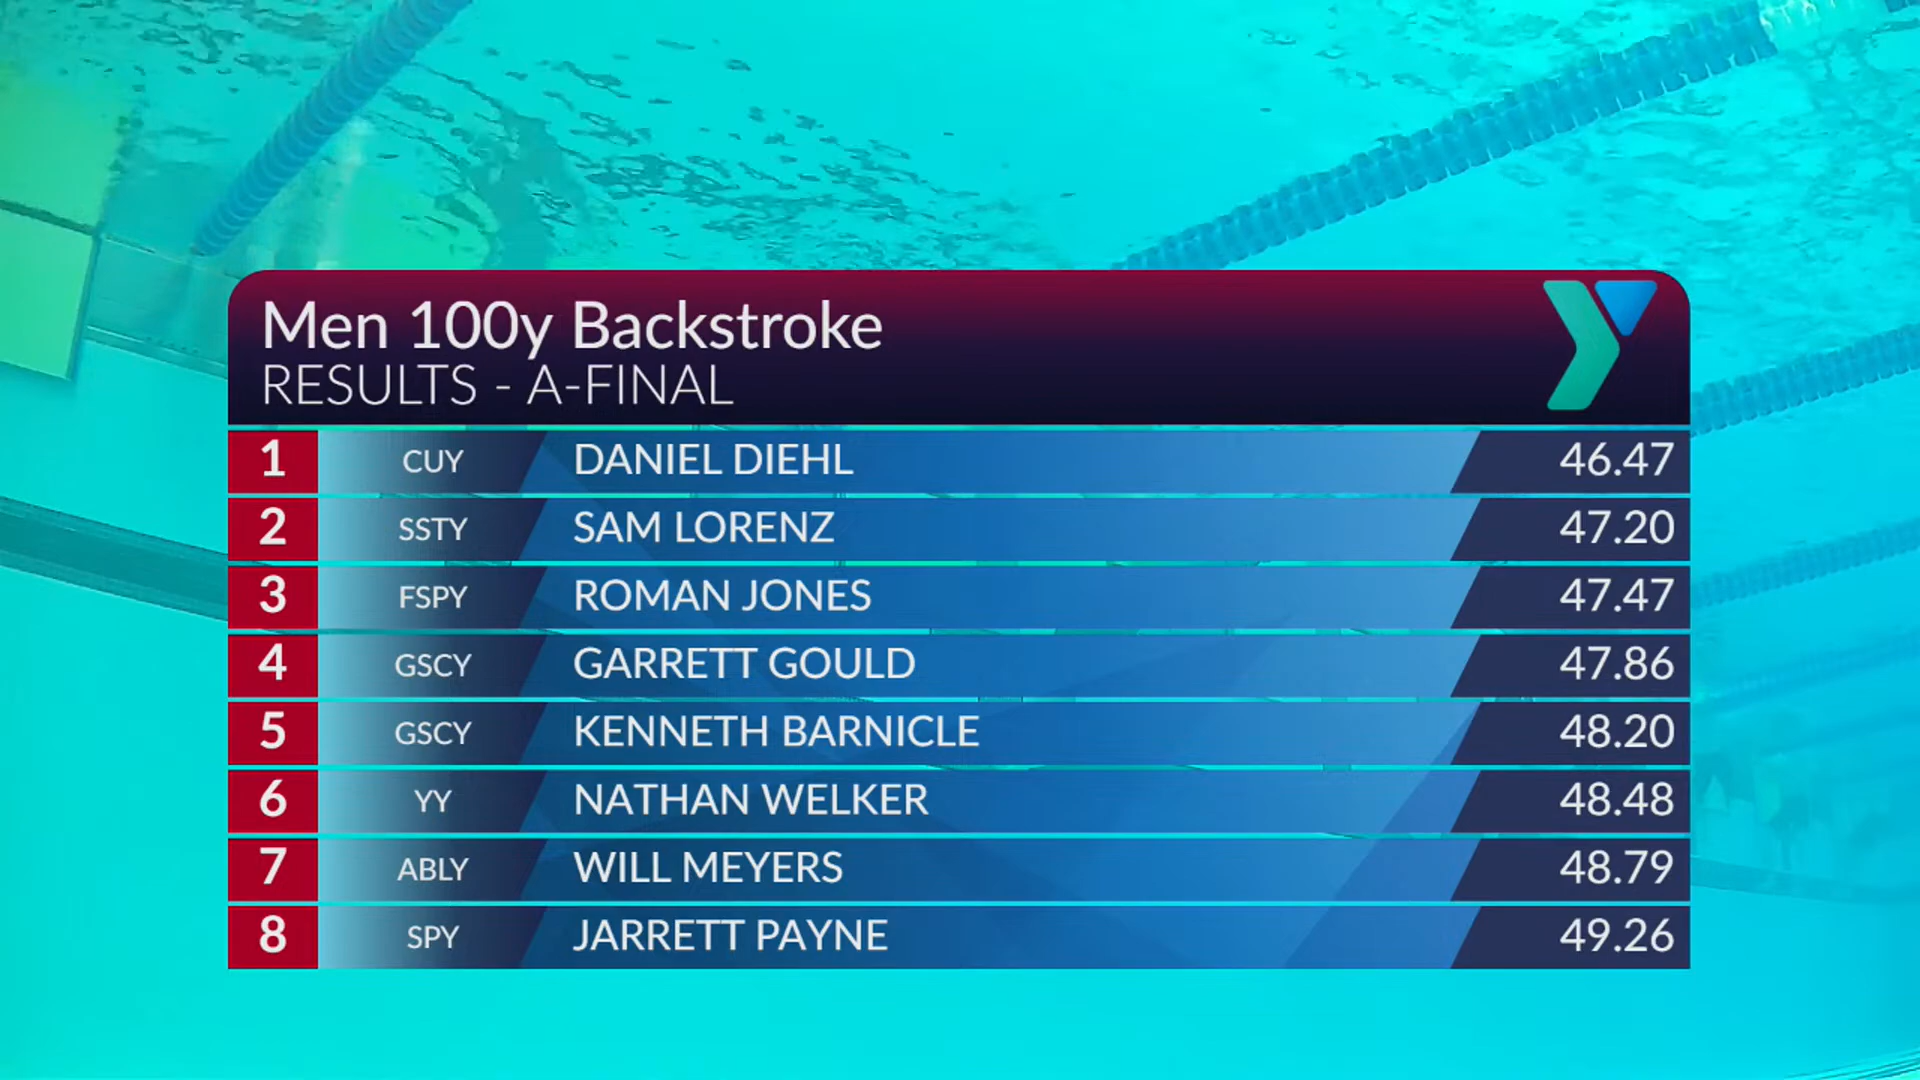 Men 100y Backstroke
RESULTS - A-FINAL
1 CUY DANIEL DIEHL 46.47
2 SSTY SAM LORENZ 47.20
3 FSPY ROMAN JONES 47.47
4 GSCY GARRETT GOULD 47.86
5 GSCY KENNETH BARNICLE 48.20
6 YY NATHAN WELKER 48.48
7 ABLY WILL MEYERS 48.79
8 SPY JARRETT PAYNE 49.26